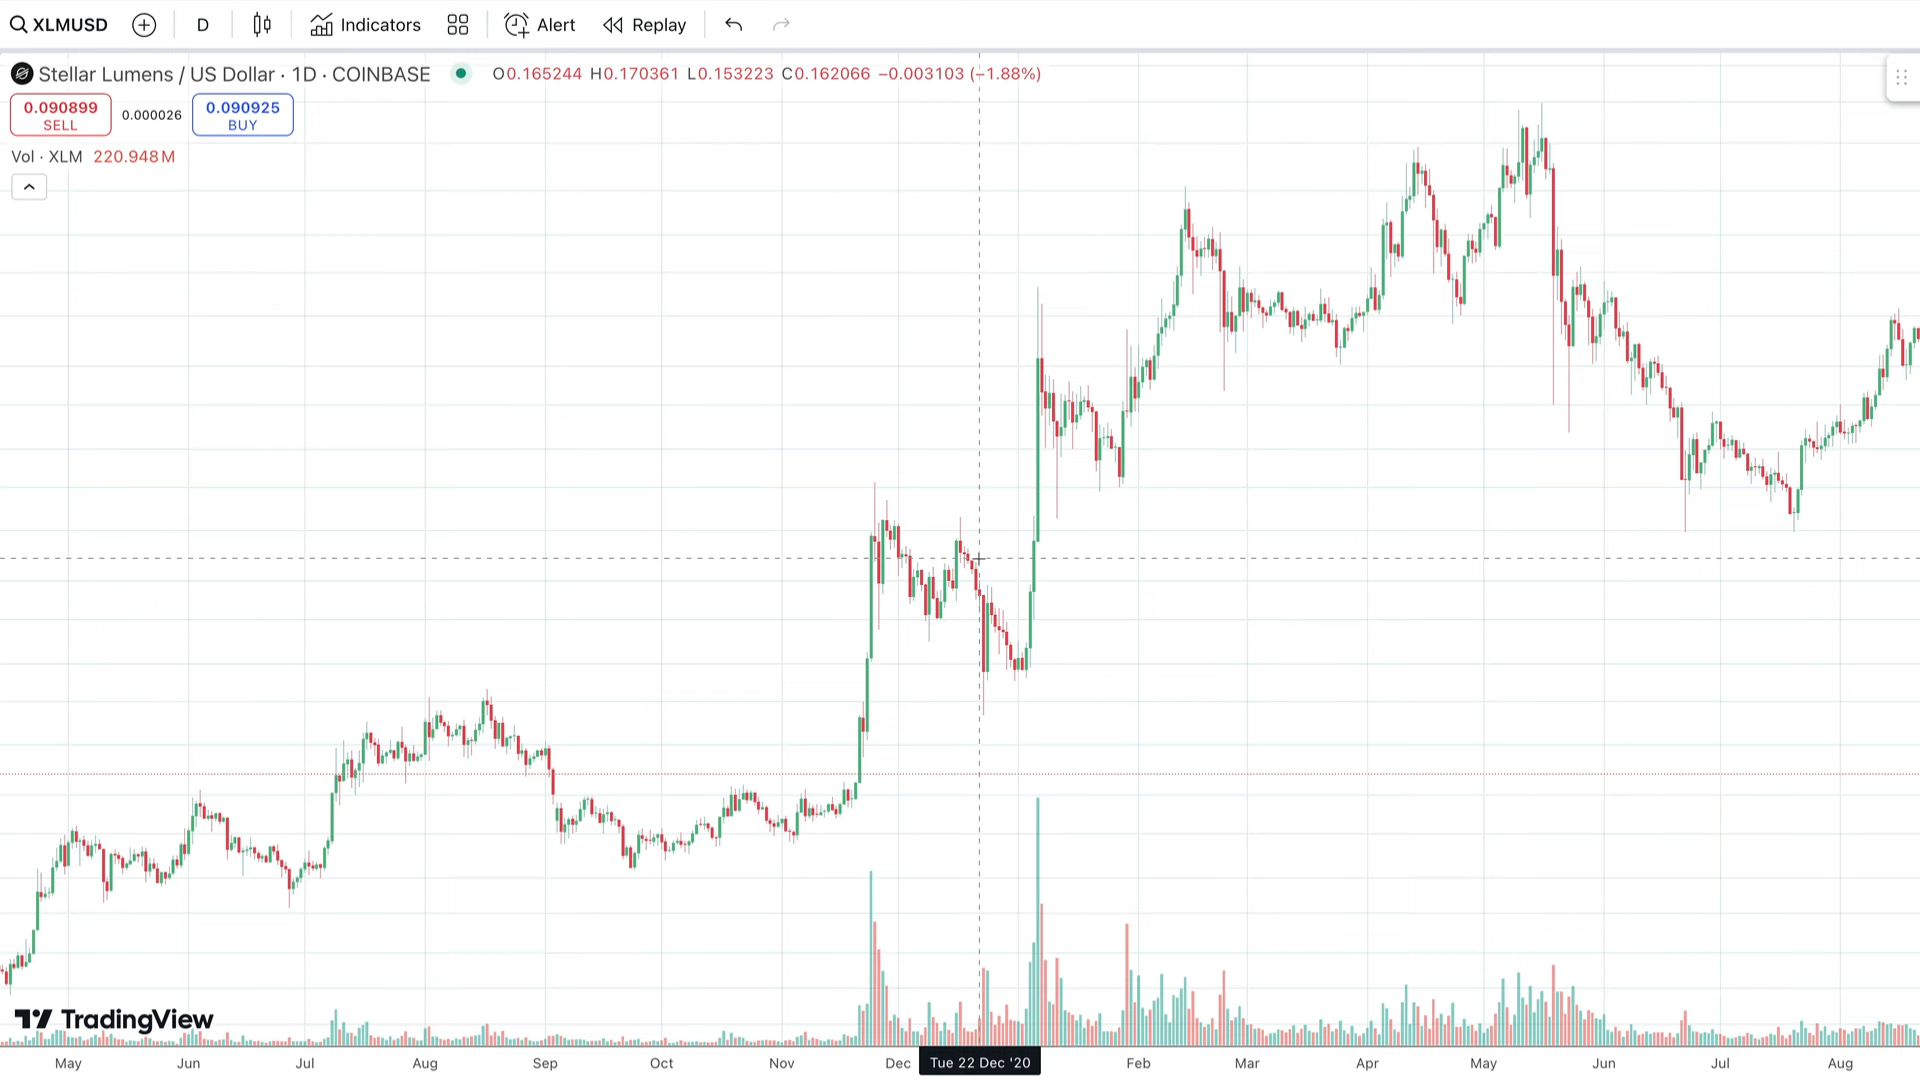 XLMUSD D Indicators Alert Replay
Stellar Lumens / US Dollar · 1D · COINBASE O0.165244 H0.170361 L0.153223 C0.162066 −0.003103 (−1.88%)
0.090899 0.000026 0.090925
SELL BUY
Vol · XLM 220.948M
TradingView
May Jun Jul Aug Sep Oct Nov Dec Tue 22 Dec '20 Feb Mar Apr May Jun Jul Aug